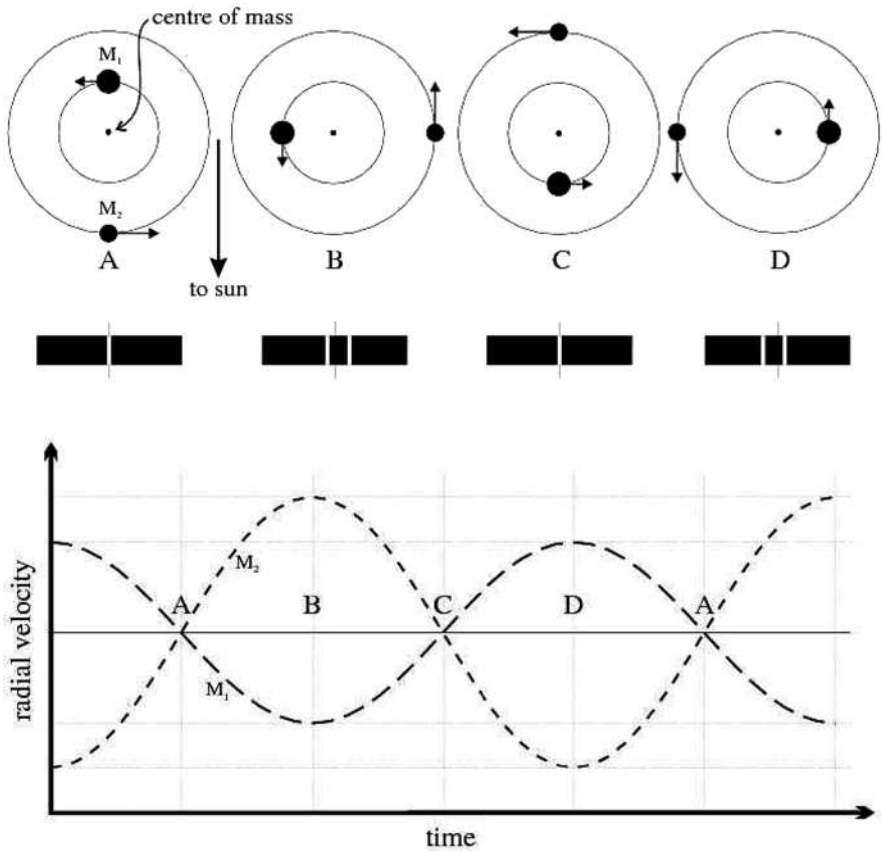 centre of mass
M₁
M₂
A
B
C
D
to sun
radial velocity
M₂
A
B
C
D
A
M₁
time